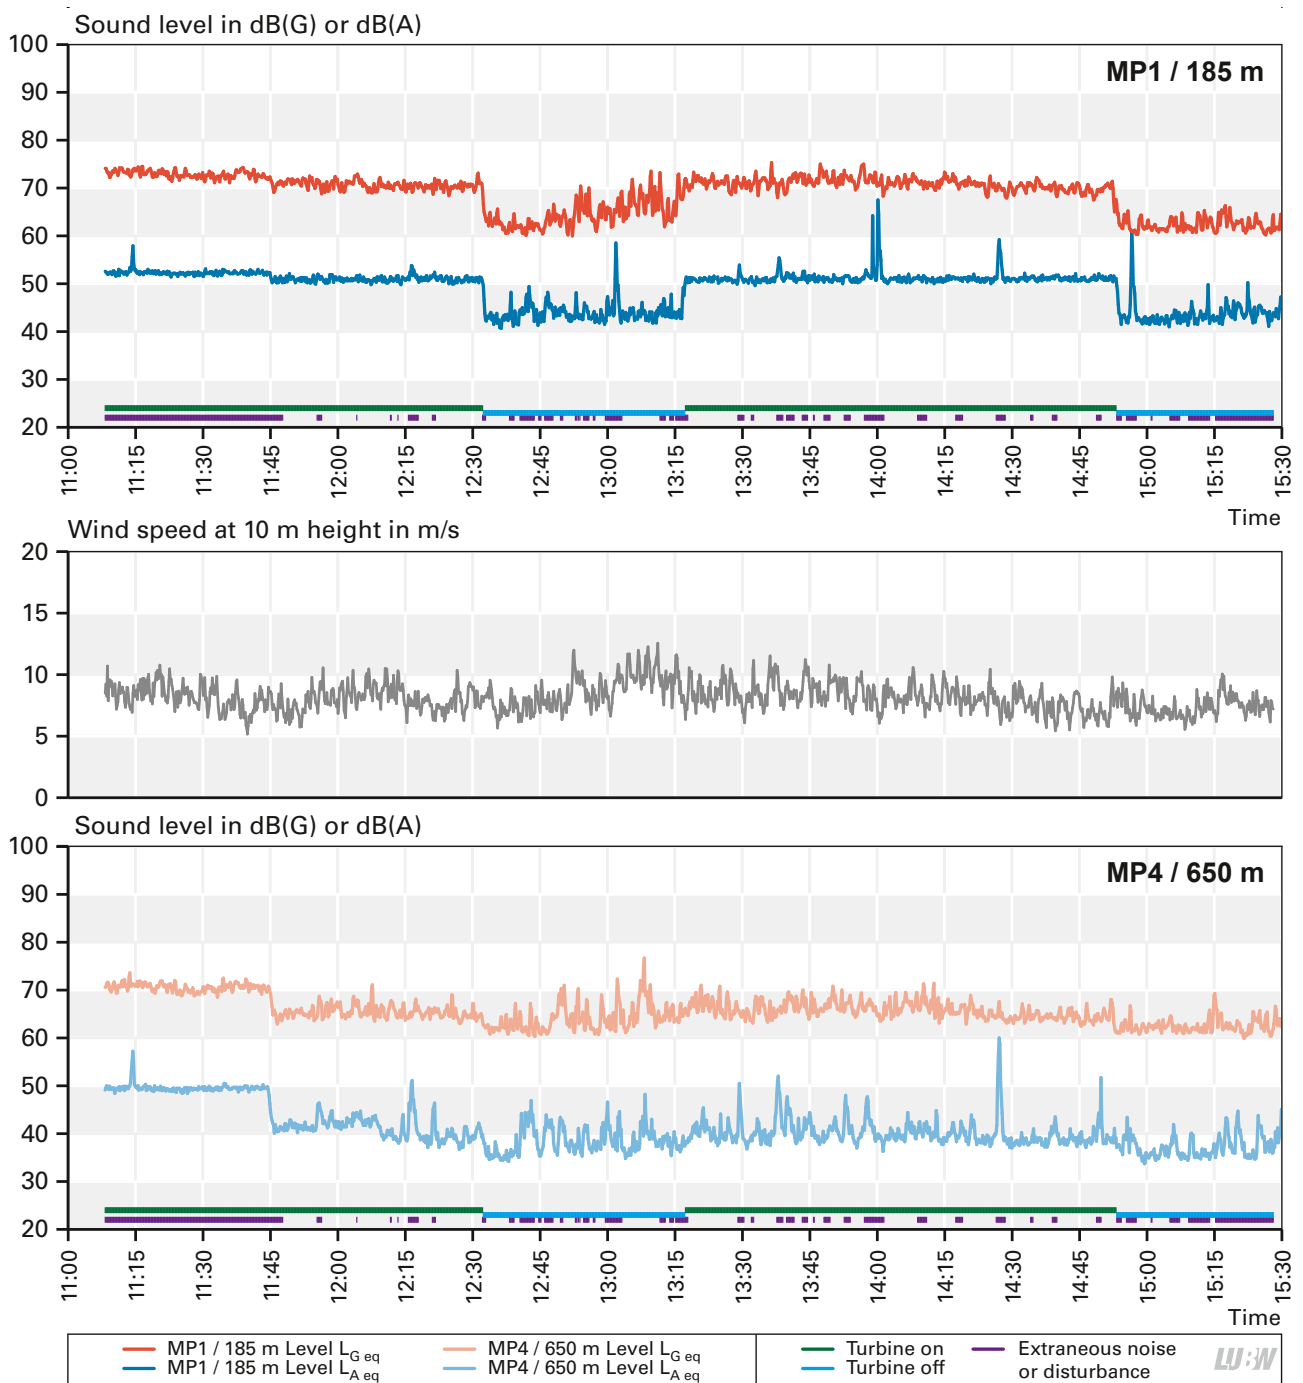 Sound level in dB(G) or dB(A)
MP1 / 185 m
100
90
80
70
60
50
40
30
20
11:00 11:15 11:30 11:45 12:00 12:15 12:30 12:45 13:00 13:15 13:30 13:45 14:00 14:15 14:30 14:45 15:00 15:15 15:30
Time
Wind speed at 10 m height in m/s
20
15
10
5
0
Sound level in dB(G) or dB(A)
MP4 / 650 m
100
90
80
70
60
50
40
30
20
11:00 11:15 11:30 11:45 12:00 12:15 12:30 12:45 13:00 13:15 13:30 13:45 14:00 14:15 14:30 14:45 15:00 15:15 15:30
Time
MP1 / 185 m Level L G eq
MP1 / 185 m Level L A eq
MP4 / 650 m Level L G eq
MP4 / 650 m Level L A eq
Turbine on
Turbine off
Extraneous noise
or disturbance
LUBW